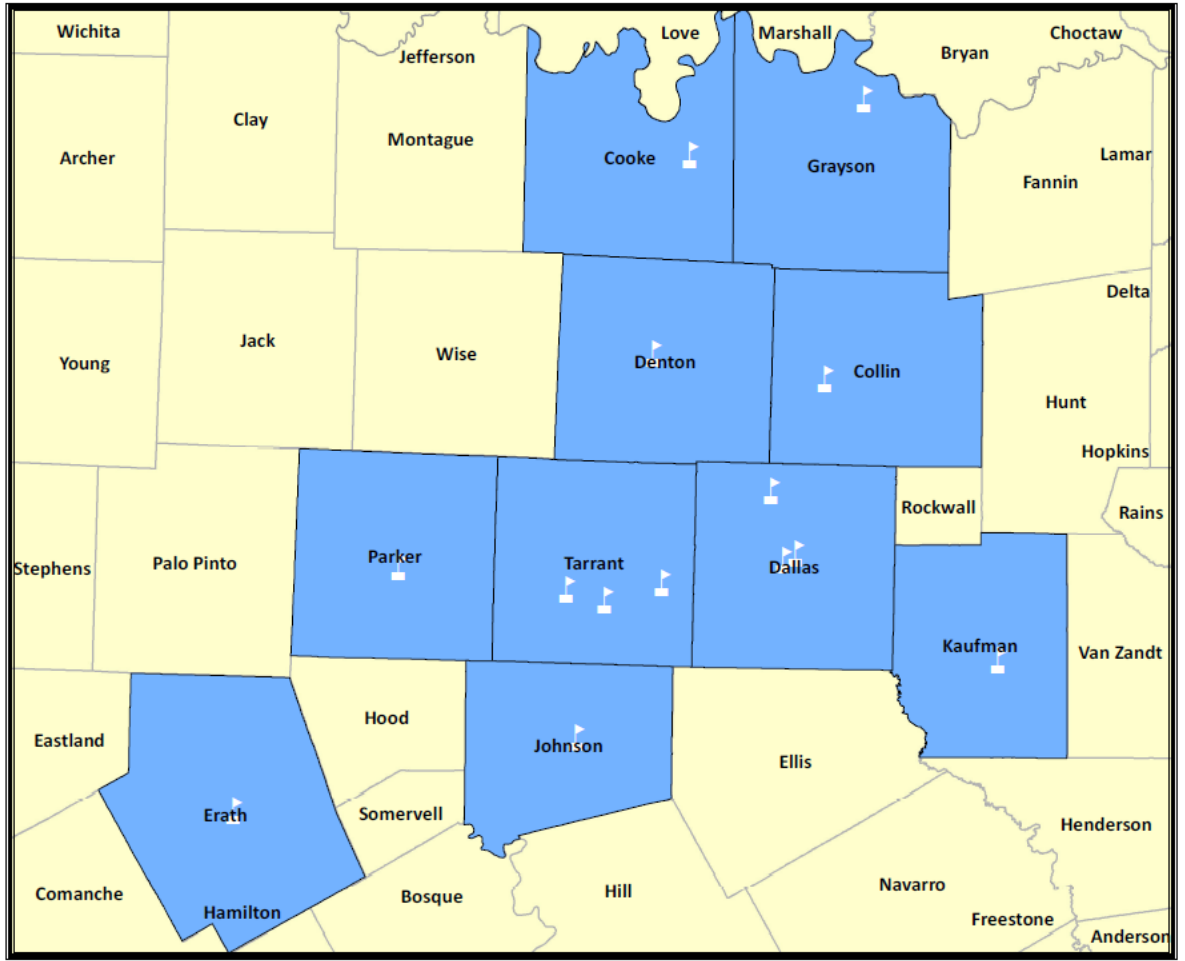 Wichita
Love
Marshall
Choctaw
Jefferson
Bryan
Clay
Montague
Archer
Cooke
Grayson
Lamar
Fannin
Delta
Jack
Wise
Young
Denton
Collin
Hunt
Hopkins
Rockwall
Rains
Stephens
Palo Pinto
Parker
Tarrant
Dallas
Kaufman
Van Zandt
Hood
Eastland
Johnson
Ellis
Erath
Somervell
Henderson
Comanche
Bosque
Hill
Navarro
Hamilton
Freestone
Anderson